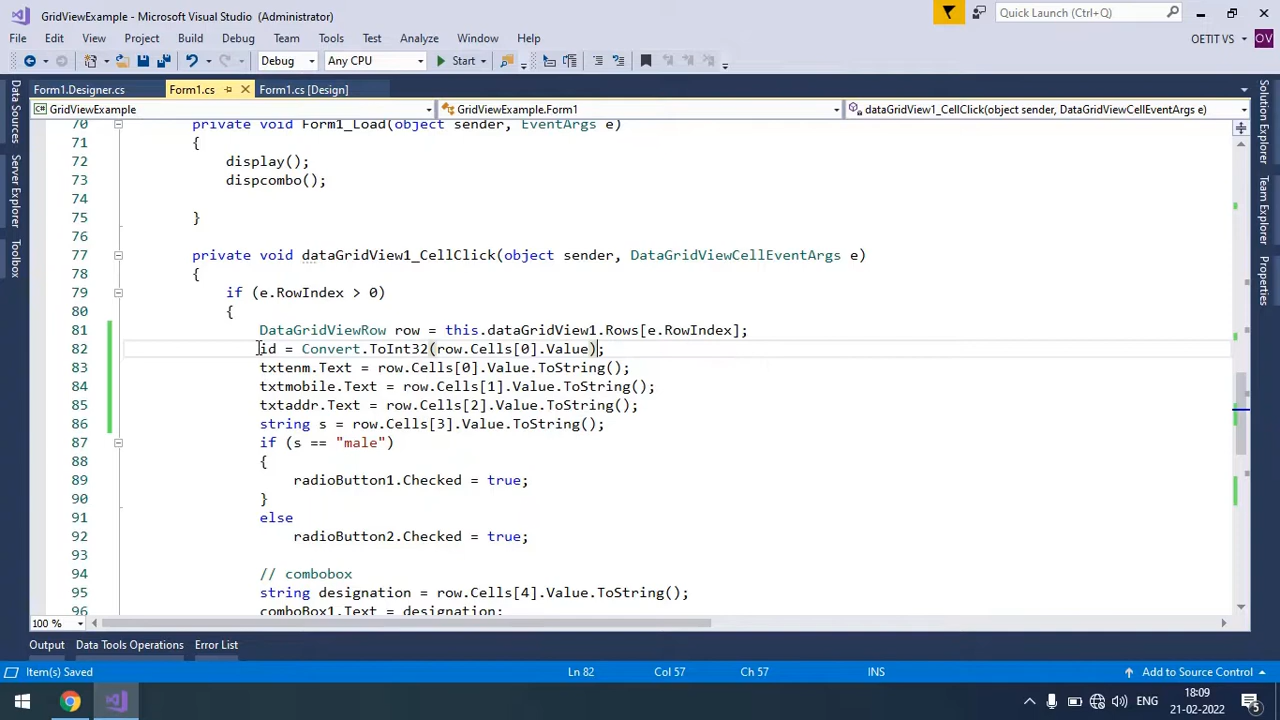 GridViewExample - Microsoft Visual Studio (Administrator)
Quick Launch (Ctrl+Q)
File Edit View Project Build Debug Team Tools Test Analyze Window Help
OETIT VS
OV
Debug Any CPU Start
Form1.Designer.cs Form1.cs Form1.cs [Design]
GridViewExample GridViewExample.Form1 dataGridView1_CellClick(object sender, DataGridViewCellEventArgs e)
Data Sources
Server Explorer
Toolbox
Solution Explorer
Team Explorer
Properties
70 private void Form1_Load(object sender, EventArgs e)
71 {
72 display();
73 dispcombo();
74
75 }
76
77 private void dataGridView1_CellClick(object sender, DataGridViewCellEventArgs e)
78 {
79 if (e.RowIndex > 0)
80 {
81 DataGridViewRow row = this.dataGridView1.Rows[e.RowIndex];
82 id = Convert.ToInt32(row.Cells[0].Value);
83 txtenm.Text = row.Cells[0].Value.ToString();
84 txtmobile.Text = row.Cells[1].Value.ToString();
85 txtaddr.Text = row.Cells[2].Value.ToString();
86 string s = row.Cells[3].Value.ToString();
87 if (s == "male")
88 {
89 radioButton1.Checked = true;
90 }
91 else
92 radioButton2.Checked = true;
93
94 // combobox
95 string designation = row.Cells[4].Value.ToString();
96 comboBox1.Text = designation;
100 %
Output Data Tools Operations Error List
Item(s) Saved Ln 82 Col 57 Ch 57 INS Add to Source Control
ENG
18:09
21-02-2022
5